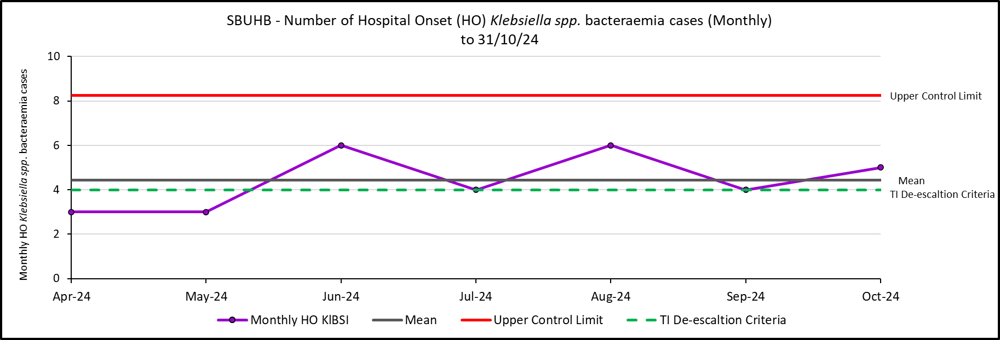 SBUHB - Number of Hospital Onset (HO) Klebsiella spp. bacteraemia cases (Monthly)
to 31/10/24
Monthly HO Klebsiella spp. bacteraemia cases
10
8
6
4
2
0
Upper Control Limit
Mean
TI De-escaltion Criteria
Apr-24
May-24
Jun-24
Jul-24
Aug-24
Sep-24
Oct-24
Monthly HO KlBSI
Mean
Upper Control Limit
TI De-escaltion Criteria